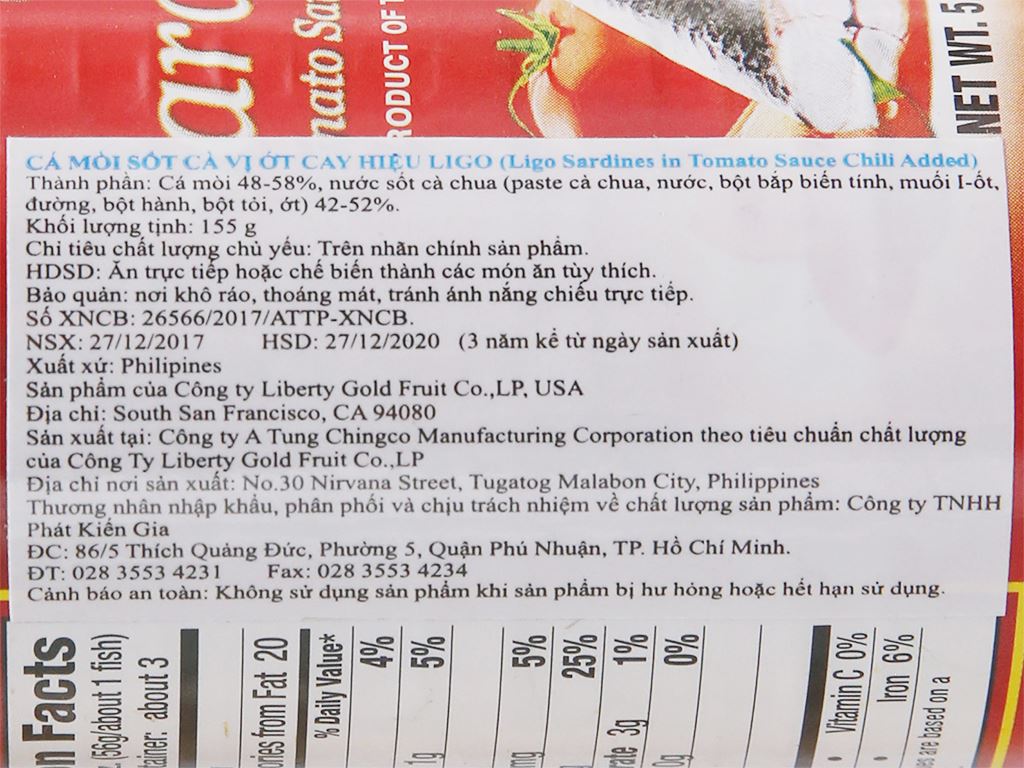 ard
mato Sau
PRODUCT OF T
NET WT. 5
CÁ MÒI SỐT CÀ VỊ ỚT CAY HIỆU LIGO (Ligo Sardines in Tomato Sauce Chili Added)
Thành phần: Cá mòi 48-58%, nước sốt cà chua (paste cà chua, nước, bột bắp biến tính, muối I-ốt,
đường, bột hành, bột tỏi, ớt) 42-52%.
Khối lượng tịnh: 155 g
Chỉ tiêu chất lượng chủ yếu: Trên nhãn chính sản phẩm.
HDSD: Ăn trực tiếp hoặc chế biến thành các món ăn tùy thích.
Bảo quản: nơi khô ráo, thoáng mát, tránh ánh nắng chiếu trực tiếp.
Số XNCB: 26566/2017/ATTP-XNCB.
NSX: 27/12/2017 HSD: 27/12/2020 (3 năm kể từ ngày sản xuất)
Xuất xứ: Philipines
Sản phẩm của Công ty Liberty Gold Fruit Co.,LP, USA
Địa chỉ: South San Francisco, CA 94080
Sản xuất tại: Công ty A Tung Chingco Manufacturing Corporation theo tiêu chuẩn chất lượng
của Công Ty Liberty Gold Fruit Co.,LP
Địa chỉ nơi sản xuất: No.30 Nirvana Street, Tugatog Malabon City, Philippines
Thương nhân nhập khẩu, phân phối và chịu trách nhiệm về chất lượng sản phẩm: Công ty TNHH
Phát Kiến Gia
ĐC: 86/5 Thích Quảng Đức, Phường 5, Quận Phú Nhuận, TP. Hồ Chí Minh.
ĐT: 028 3553 4231 Fax: 028 3553 4234
Cảnh báo an toàn: Không sử dụng sản phẩm khi sản phẩm bị hư hỏng hoặc hết hạn sử dụng.
n Facts
(56g/about 1 fish)
tainer: about 3
ories from Fat 20
% Daily Value*
4%
1g 5%
mg 5%
25%
rate 3g 1%
0g 0%
• Vitamin C 0%
• Iron 6%
es are based on a